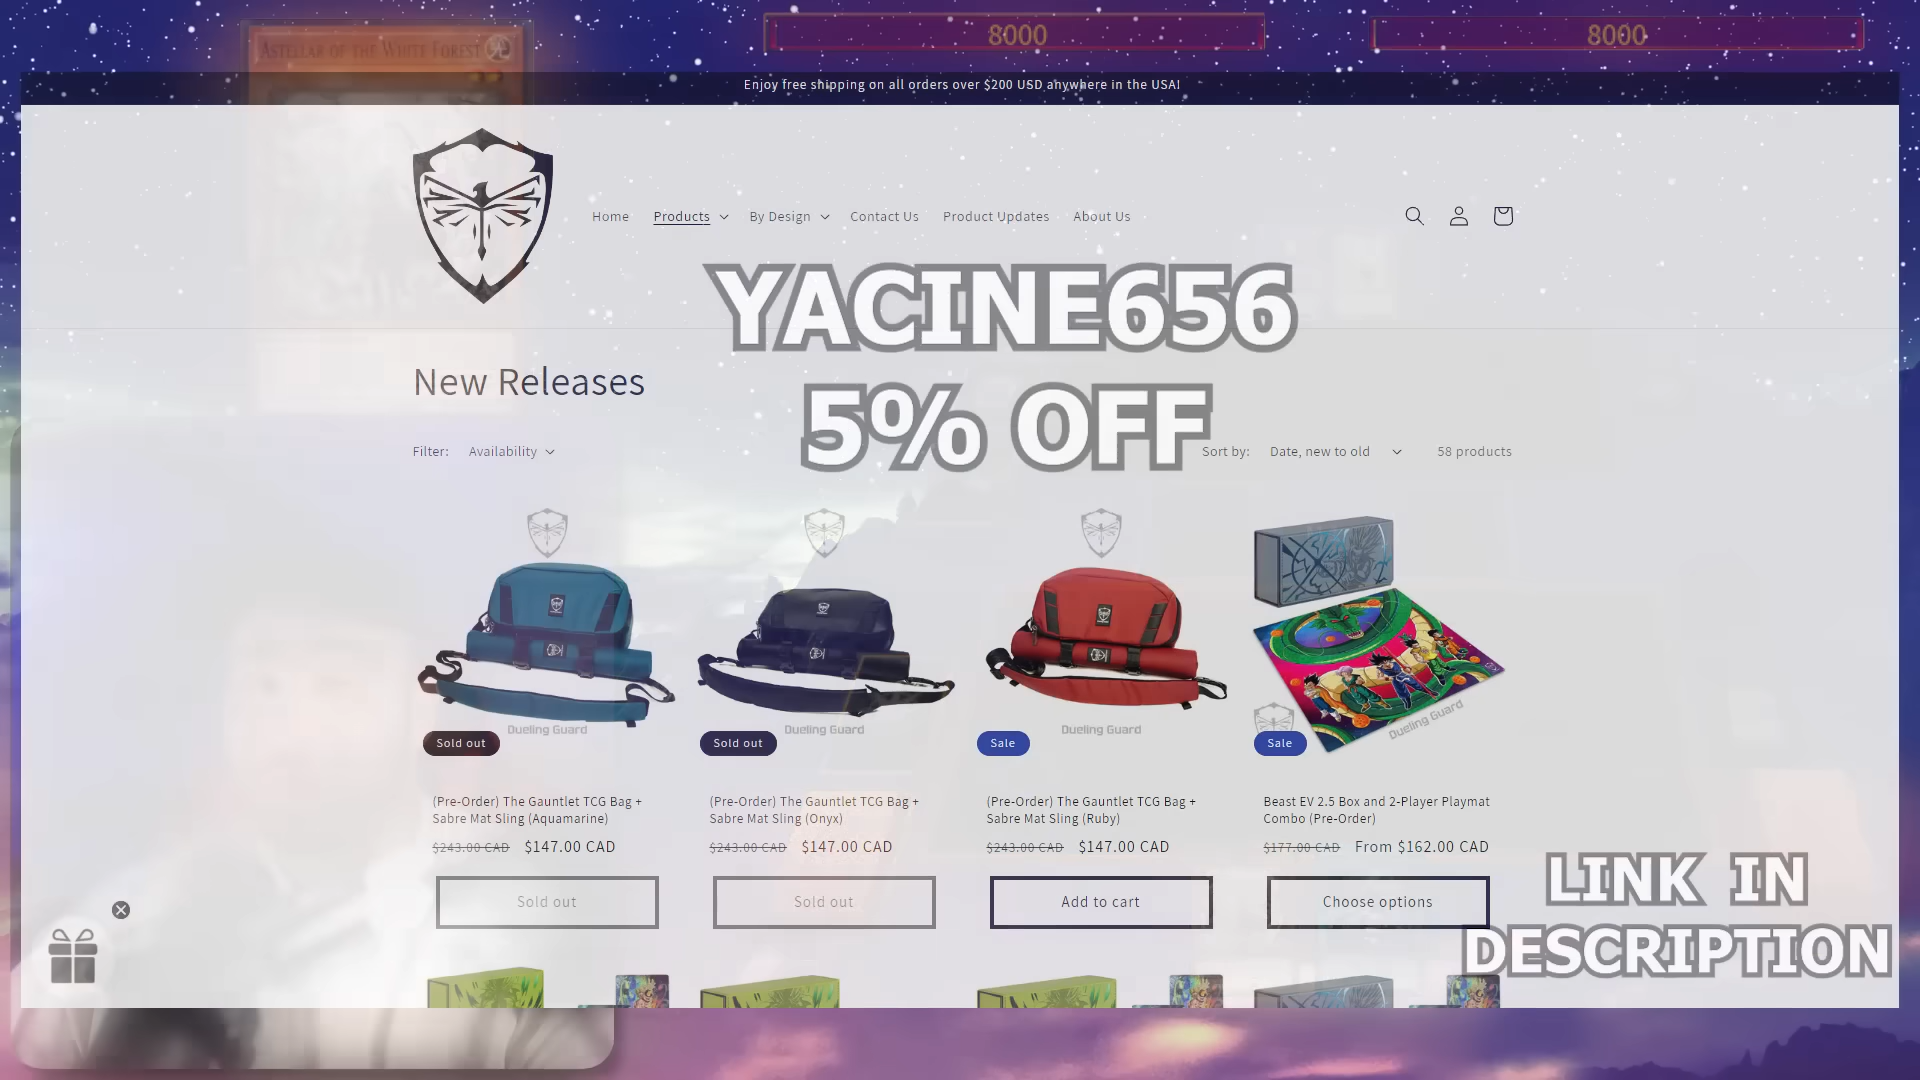 ASTELLAR OF THE WHITE FOREST
8000
8000
Enjoy free shipping on all orders over $200 USD anywhere in the USA!
Home
Products
By Design
Contact Us
Product Updates
About Us
YACINE656
5% OFF
New Releases
Filter:
Availability
Sort by:
Date, new to old
58 products
Dueling Guard
Dueling Guard
Dueling Guard
Dueling Guard
Sold out
Sold out
Sale
Sale
(Pre-Order) The Gauntlet TCG Bag +
Sabre Mat Sling (Aquamarine)
$243.00 CAD $147.00 CAD
Sold out
(Pre-Order) The Gauntlet TCG Bag +
Sabre Mat Sling (Onyx)
$243.00 CAD $147.00 CAD
Sold out
(Pre-Order) The Gauntlet TCG Bag +
Sabre Mat Sling (Ruby)
$243.00 CAD $147.00 CAD
Add to cart
Beast EV 2.5 Box and 2-Player Playmat
Combo (Pre-Order)
$177.00 CAD From $162.00 CAD
Choose options
LINK IN
DESCRIPTION